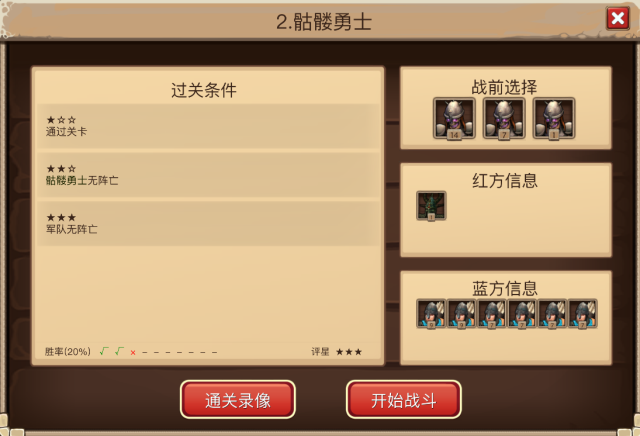 2.骷髅勇士
过关条件
★☆☆
通过关卡
★★☆
骷髅勇士无阵亡
★★★
军队无阵亡
胜率(20%) √ √ × - - - - - - -
评星 ★★★
战前选择
14 7 1
红方信息
1
蓝方信息
通关录像
开始战斗